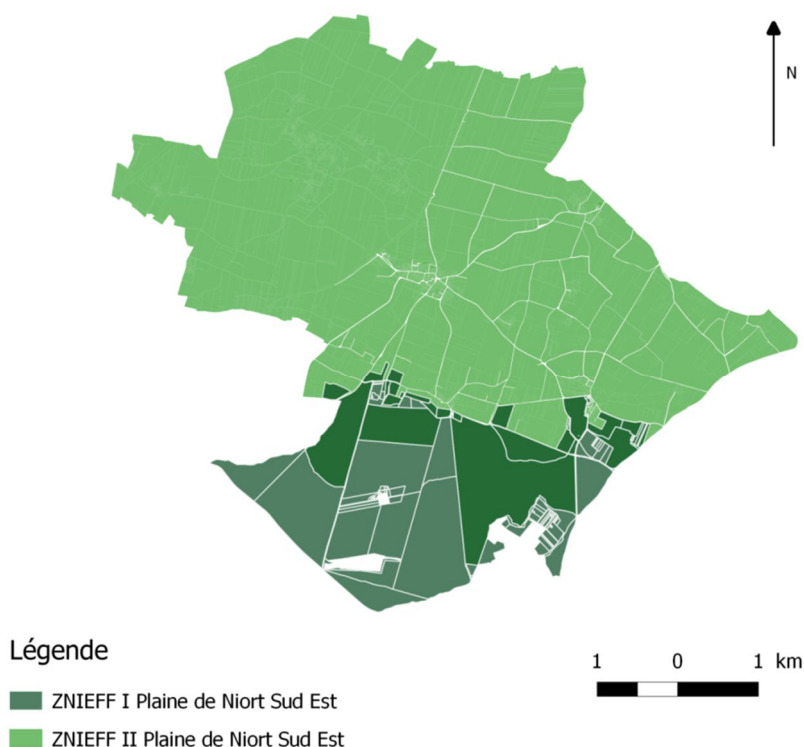 N
Légende
1 0 1 km
ZNIEFF I Plaine de Niort Sud Est
ZNIEFF II Plaine de Niort Sud Est